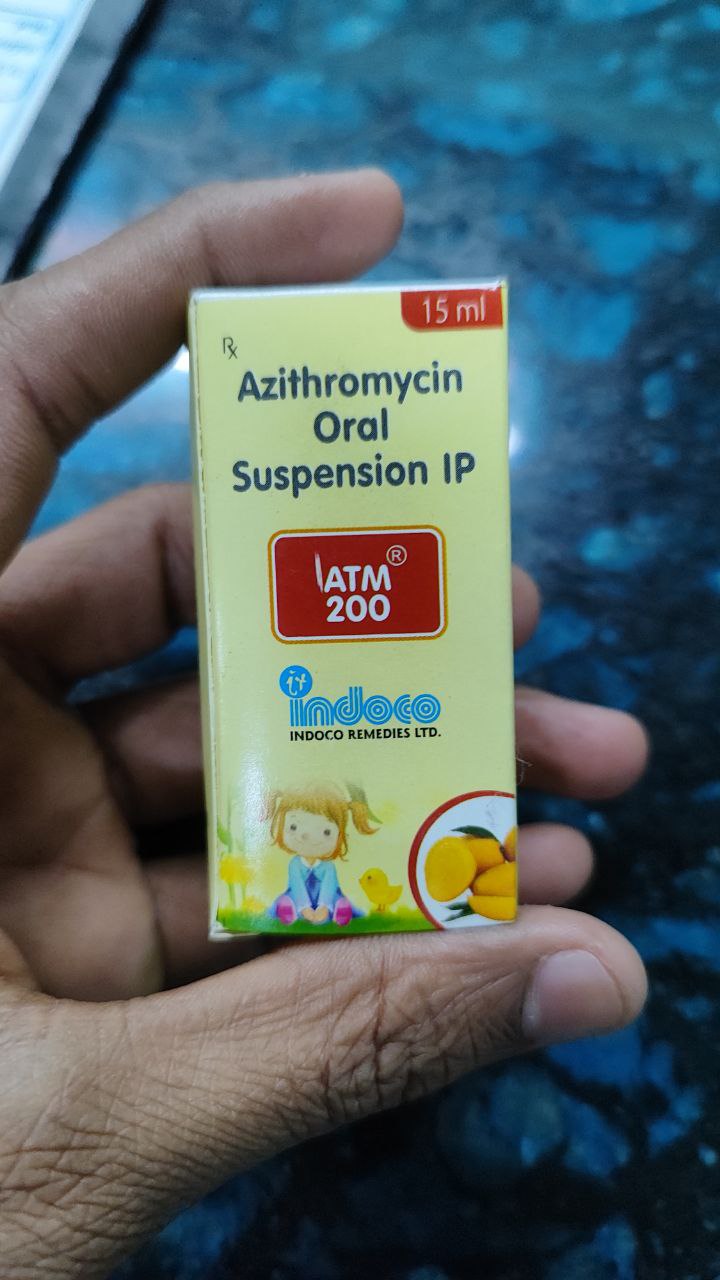 15 ml
Rx
Azithromycin
Oral
Suspension IP
ATM®
200
indoco
INDOCO REMEDIES LTD.